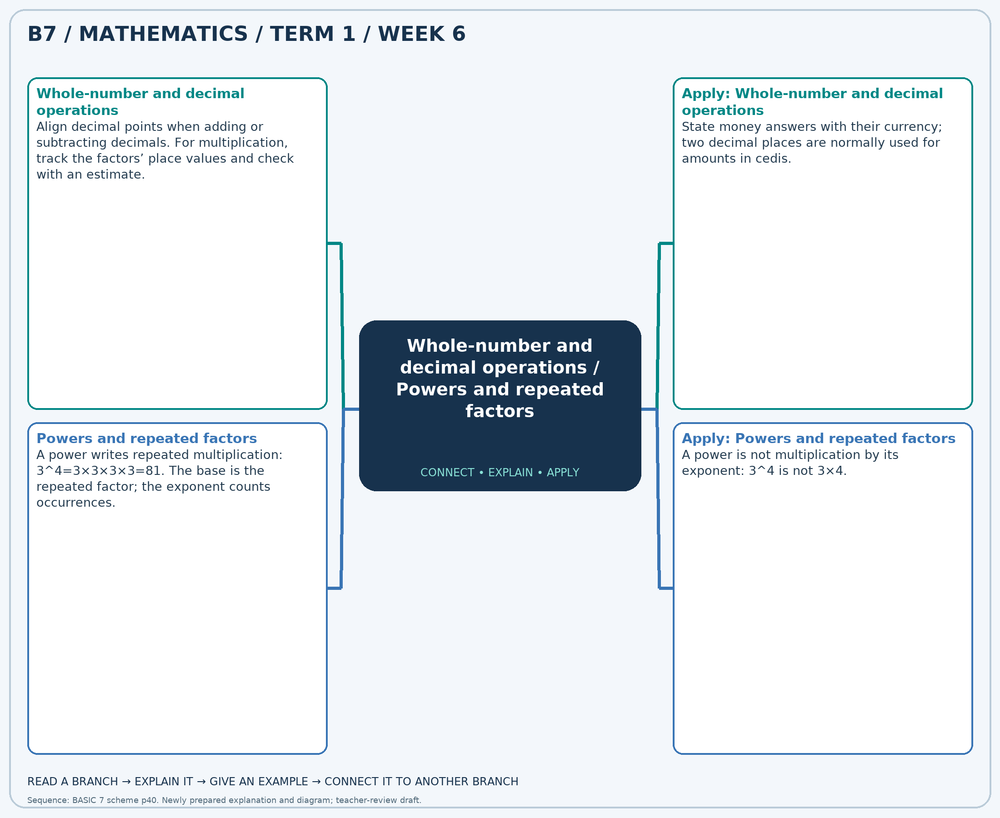 B7 / MATHEMATICS / TERM 1 / WEEK 6
Whole-number and decimal
operations
Align decimal points when adding or
subtracting decimals. For multiplication,
track the factors’ place values and check
with an estimate.
Apply: Whole-number and decimal
operations
State money answers with their currency;
two decimal places are normally used for
amounts in cedis.
Whole-number and
decimal operations /
Powers and repeated
factors
CONNECT • EXPLAIN • APPLY
Powers and repeated factors
A power writes repeated multiplication:
3^4=3×3×3×3=81. The base is the
repeated factor; the exponent counts
occurrences.
Apply: Powers and repeated factors
A power is not multiplication by its
exponent: 3^4 is not 3×4.
READ A BRANCH → EXPLAIN IT → GIVE AN EXAMPLE → CONNECT IT TO ANOTHER BRANCH
Sequence: BASIC 7 scheme p40. Newly prepared explanation and diagram; teacher-review draft.